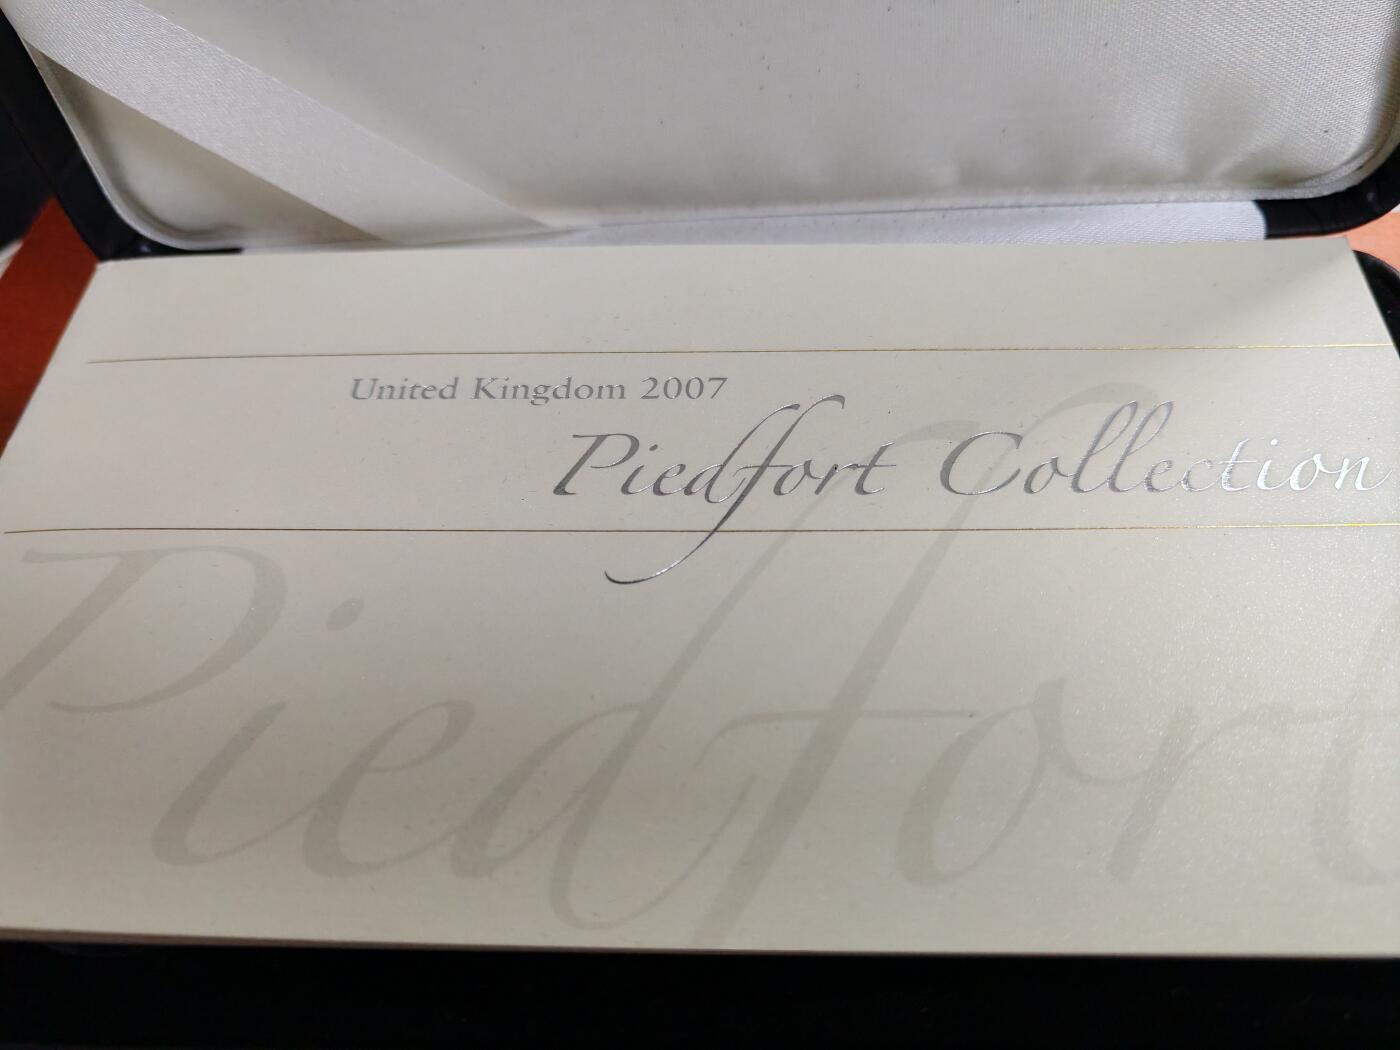 United Kingdom 2007
Piedfort Collection
Piedfort